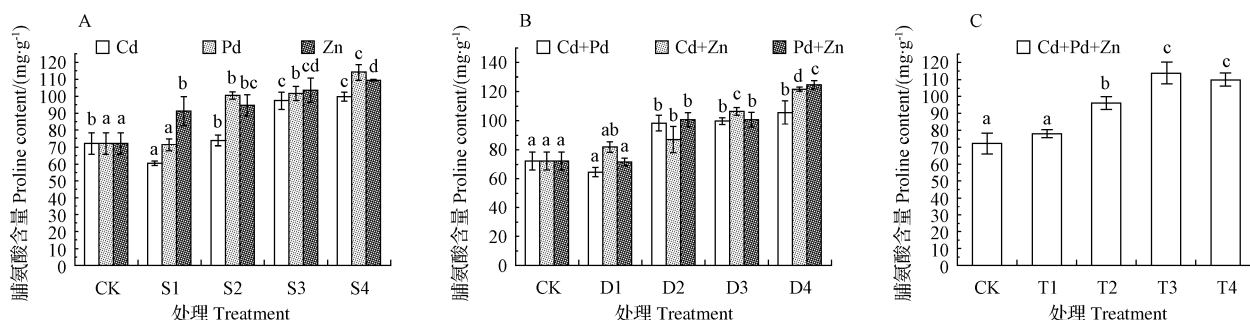 A
Cd Pd Zn
脯氨酸含量 Proline content/(mg·g⁻¹)
120
110
100
90
80
70
60
50
40
30
20
10
0
b a a
a a b
b b bc
c b cd
c d d
CK S1 S2 S3 S4
处理 Treatment
B
Cd+Pd Cd+Zn Pd+Zn
脯氨酸含量 Proline content/(mg·g⁻¹)
140
120
100
80
60
40
20
0
a a a
a ab a
b b b
b c b
b d c
CK D1 D2 D3 D4
处理 Treatment
C
Cd+Pd+Zn
脯氨酸含量 Proline content/(mg·g⁻¹)
120
110
100
90
80
70
60
50
40
30
20
10
0
a a b c c
CK T1 T2 T3 T4
处理 Treatment